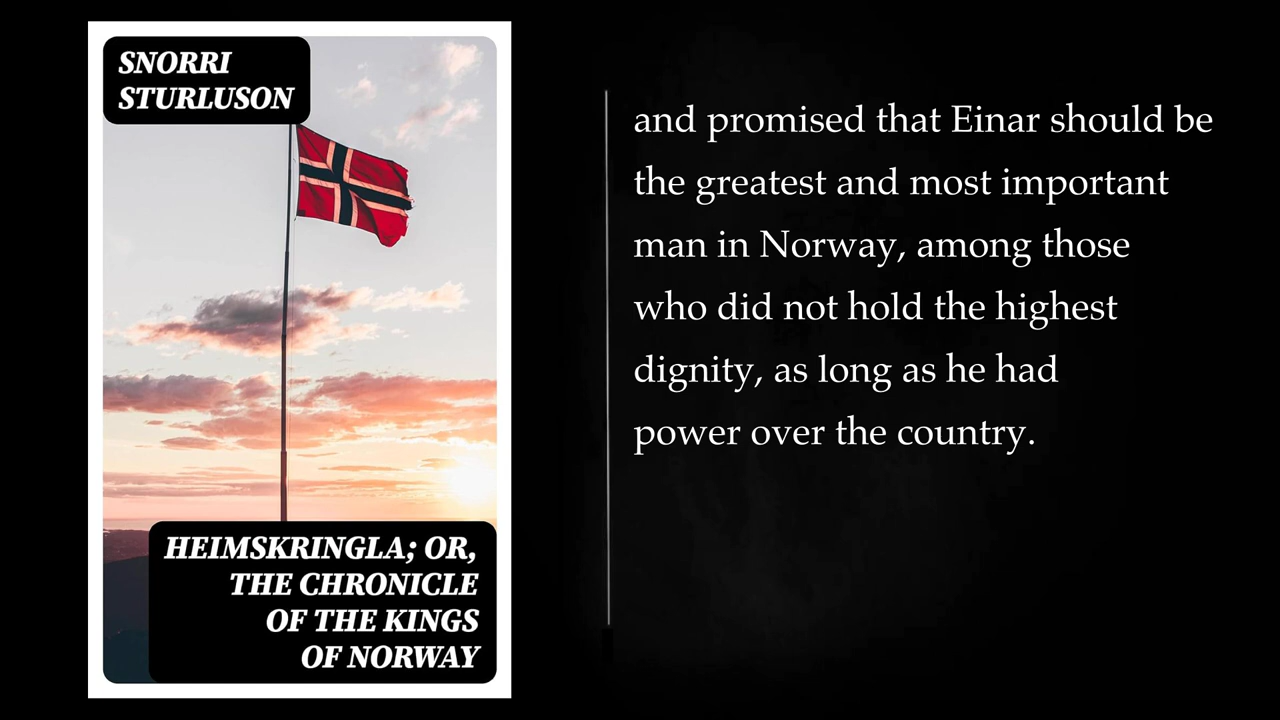 SNORRI
STURLUSON
HEIMSKRINGLA; OR,
THE CHRONICLE
OF THE KINGS
OF NORWAY
and promised that Einar should be
the greatest and most important
man in Norway, among those
who did not hold the highest
dignity, as long as he had
power over the country.